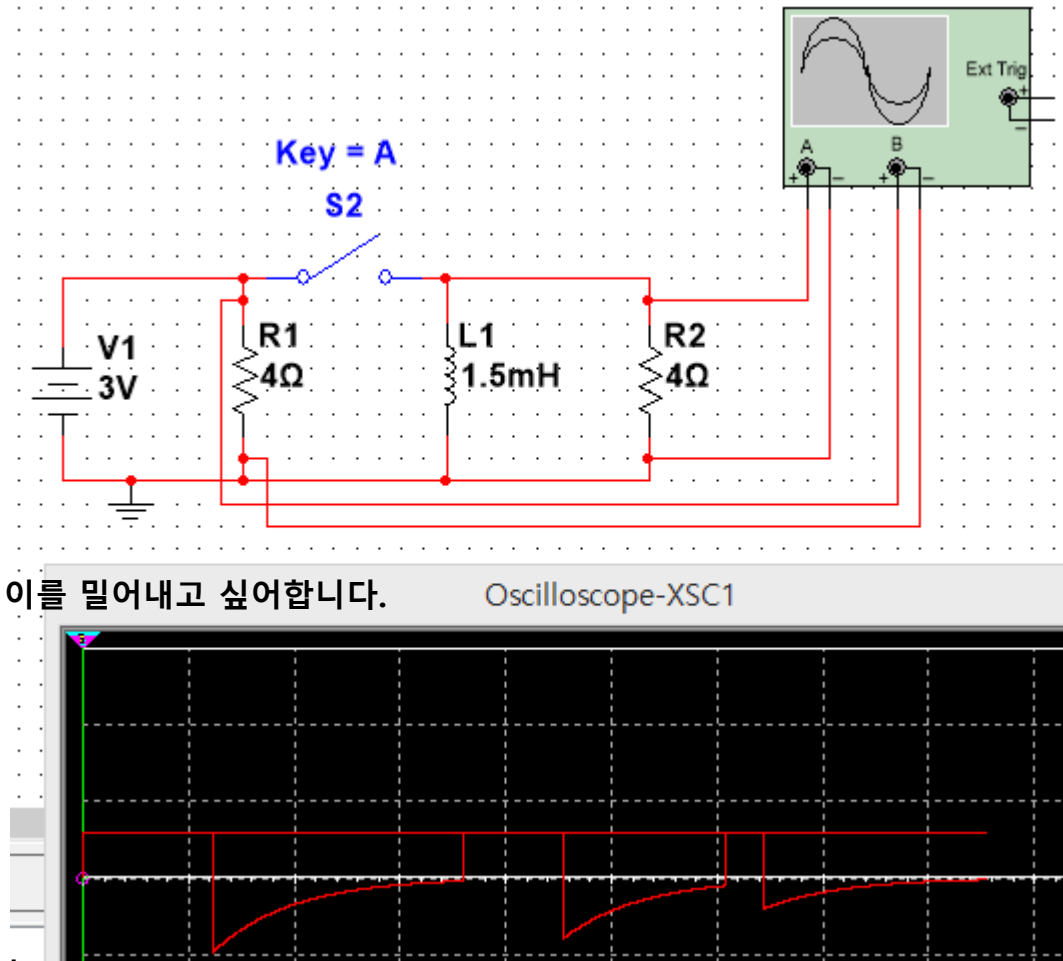 Ext Trig
+
−
A
B
+ − + −
Key = A
S2
V1
3V
R1
4Ω
L1
1.5mH
R2
4Ω
이를 밀어내고 싶어합니다.
Oscilloscope-XSC1